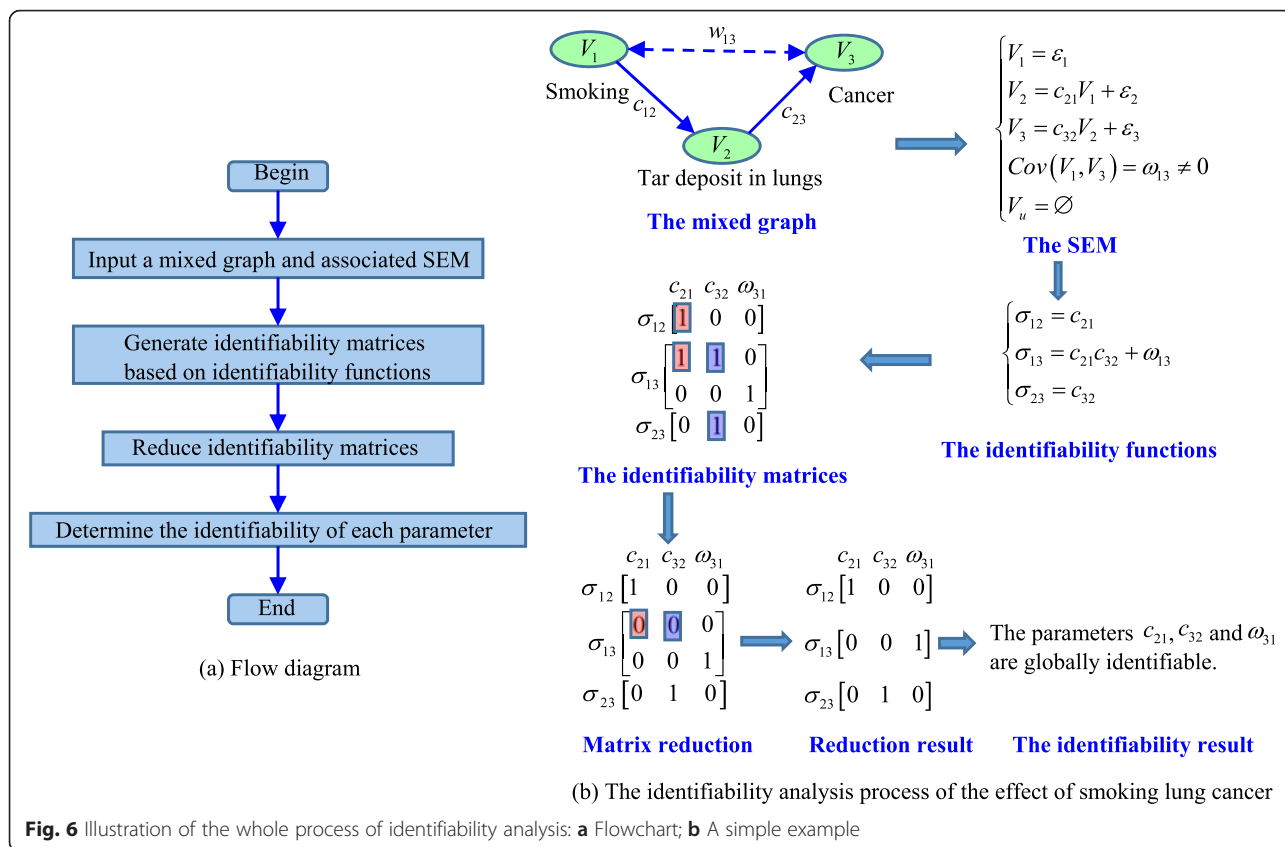 Begin
Input a mixed graph and associated SEM
Generate identifiability matrices
based on identifiability functions
Reduce identifiability matrices
Determine the identifiability of each parameter
End
(a) Flow diagram
w₁₃
V₁
V₃
Smoking
Cancer
c₁₂
c₂₃
V₂
Tar deposit in lungs
The mixed graph
V₁ = ε₁
V₂ = c₂₁V₁ + ε₂
V₃ = c₃₂V₂ + ε₃
Cov(V₁,V₃) = ω₁₃ ≠ 0
Vᵤ = ∅
The SEM
σ₁₂ = c₂₁
σ₁₃ = c₂₁c₃₂ + ω₁₃
σ₂₃ = c₃₂
The identifiability functions
c₂₁ c₃₂ ω₃₁
σ₁₂ [1 0 0]
σ₁₃ [1 1 0
0 0 1]
σ₂₃ [0 1 0]
The identifiability matrices
c₂₁ c₃₂ ω₃₁
σ₁₂ [1 0 0]
σ₁₃ [0 0 0
0 0 1]
σ₂₃ [0 1 0]
Matrix reduction
c₂₁ c₃₂ ω₃₁
σ₁₂ [1 0 0]
σ₁₃ [0 0 1]
σ₂₃ [0 1 0]
Reduction result
The parameters c₂₁, c₃₂ and ω₃₁
are globally identifiable.
The identifiability result
(b) The identifiability analysis process of the effect of smoking lung cancer
Fig. 6 Illustration of the whole process of identifiability analysis: a Flowchart; b A simple example